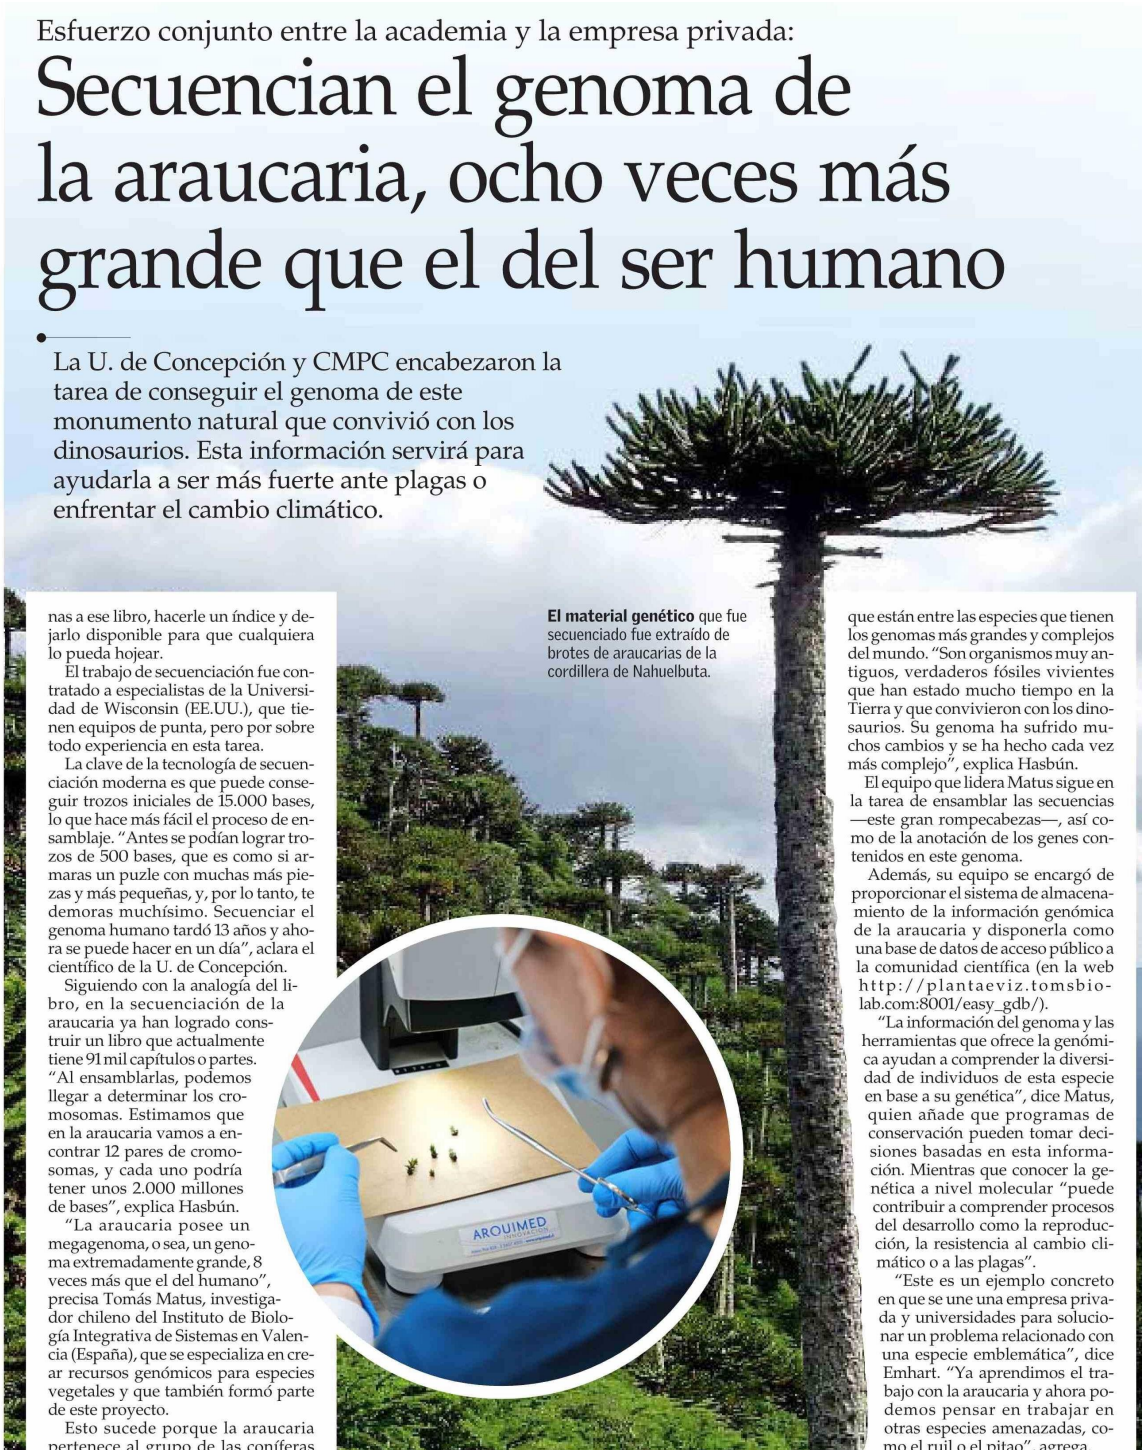 Esfuerzo conjunto entre la academia y la empresa privada:
Secuencian el genoma de
la araucaria, ocho veces más
grande que el del ser humano
La U. de Concepción y CMPC encabezaron la
tarea de conseguir el genoma de este
monumento natural que convivió con los
dinosaurios. Esta información servirá para
ayudarla a ser más fuerte ante plagas o
enfrentar el cambio climático.
nas a ese libro, hacerle un índice y de-
jarlo disponible para que cualquiera
lo pueda hojear.
El trabajo de secuenciación fue con-
tratado a especialistas de la Universi-
dad de Wisconsin (EE.UU.), que tie-
nen equipos de punta, pero por sobre
todo experiencia en esta tarea.
La clave de la tecnología de secuen-
ciación moderna es que puede conse-
guir trozos iniciales de 15.000 bases,
lo que hace más fácil el proceso de en-
samblaje. “Antes se podían lograr tro-
zos de 500 bases, que es como si ar-
maras un puzle con muchas más pie-
zas y más pequeñas, y, por lo tanto, te
demoras muchísimo. Secuenciar el
genoma humano tardó 13 años y aho-
ra se puede hacer en un día”, aclara el
científico de la U. de Concepción.
Siguiendo con la analogía del li-
bro, en la secuenciación de la
araucaria ya han logrado cons-
truir un libro que actualmente
tiene 91 mil capítulos o partes.
“Al ensamblarlas, podemos
llegar a determinar los cro-
mosomas. Estimamos que
en la araucaria vamos a en-
contrar 12 pares de cromo-
somas, y cada uno podría
tener unos 2.000 millones
de bases”, explica Hasbún.
“La araucaria posee un
megagenoma, o sea, un geno-
ma extremadamente grande, 8
veces más que el del humano”,
precisa Tomás Matus, investiga-
dor chileno del Instituto de Biolo-
gía Integrativa de Sistemas en Valen-
cia (España), que se especializa en cre-
ar recursos genómicos para especies
vegetales y que también formó parte
de este proyecto.
Esto sucede porque la araucaria
pertenece al grupo de las coníferas
El material genético que fue
secuenciado fue extraído de
brotes de araucarias de la
cordillera de Nahuelbuta.
ARQUIMED
INNOVACIÓN
que están entre las especies que tienen
los genomas más grandes y complejos
del mundo. “Son organismos muy an-
tiguos, verdaderos fósiles vivientes
que han estado mucho tiempo en la
Tierra y que convivieron con los dino-
saurios. Su genoma ha sufrido mu-
chos cambios y se ha hecho cada vez
más complejo”, explica Hasbún.
El equipo que lidera Matus sigue en
la tarea de ensamblar las secuencias
—este gran rompecabezas—, así co-
mo de la anotación de los genes con-
tenidos en este genoma.
Además, su equipo se encargó de
proporcionar el sistema de almacena-
miento de la información genómica
de la araucaria y disponerla como
una base de datos de acceso público a
la comunidad científica (en la web
http://plantaeviz.tomsbio-
lab.com:8001/easy_gdb/).
“La información del genoma y las
herramientas que ofrece la genómi-
ca ayudan a comprender la diversi-
dad de individuos de esta especie
en base a su genética”, dice Matus,
quien añade que programas de
conservación pueden tomar deci-
siones basadas en esta informa-
ción. Mientras que conocer la ge-
nética a nivel molecular “puede
contribuir a comprender procesos
del desarrollo como la reproduc-
ción, la resistencia al cambio cli-
mático o a las plagas”.
“Este es un ejemplo concreto
en que se une una empresa priva-
da y universidades para solucio-
nar un problema relacionado con
una especie emblemática”, dice
Emhart. “Ya aprendimos el tra-
bajo con la araucaria y ahora po-
demos pensar en trabajar en
otras especies amenazadas, co-
mo el ruil o el pitao”, agrega.